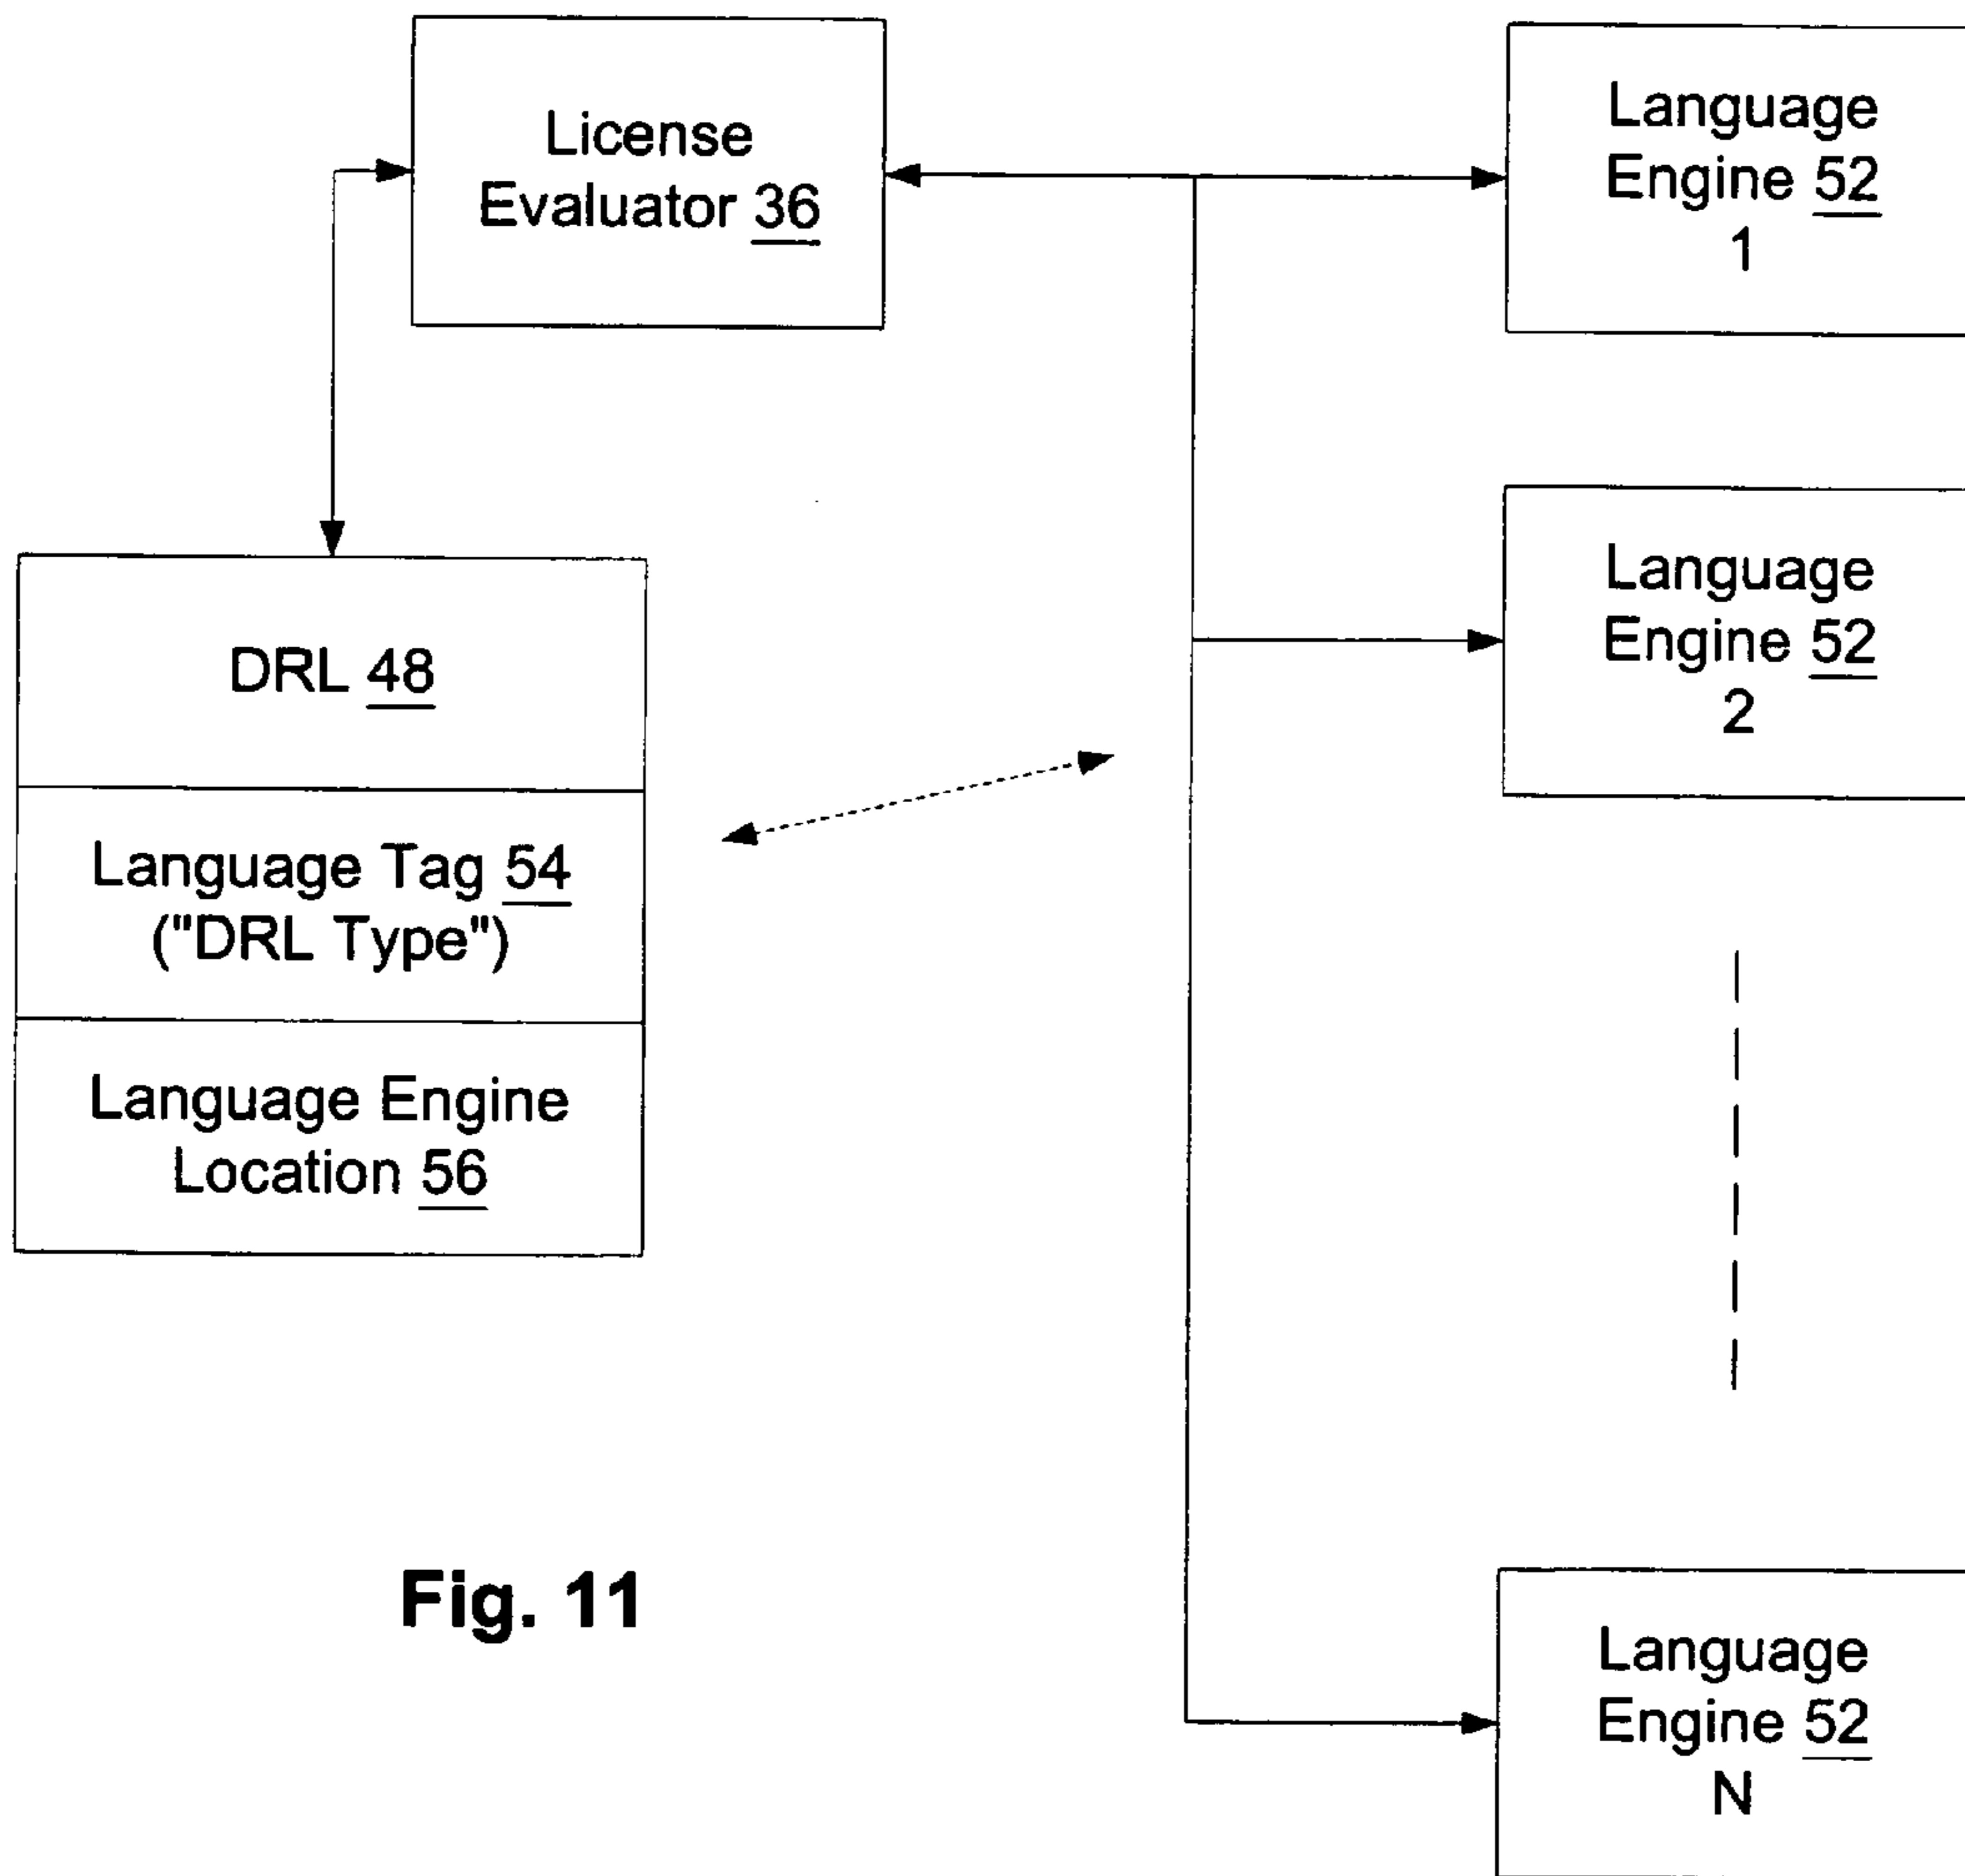 License
Evaluator 36
Language
Engine 52
1
Language
Engine 52
2
DRL 48
Language Tag 54
("DRL Type")
Language Engine
Location 56
Fig. 11
Language
Engine 52
N